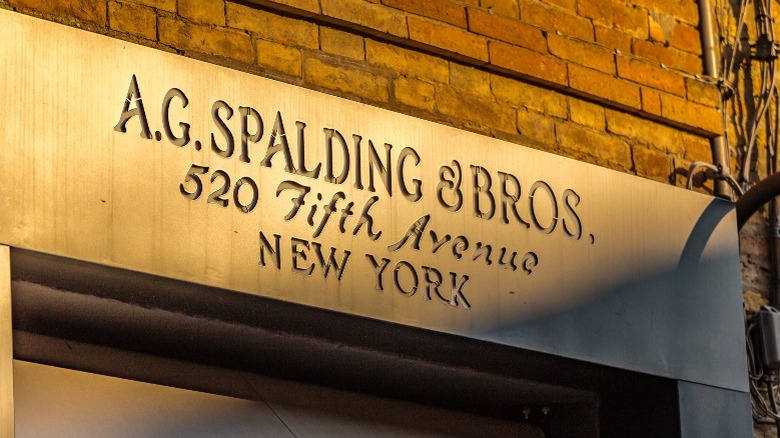 A.G. SPALDING & BROS.
520 Fifth Avenue
NEW YORK